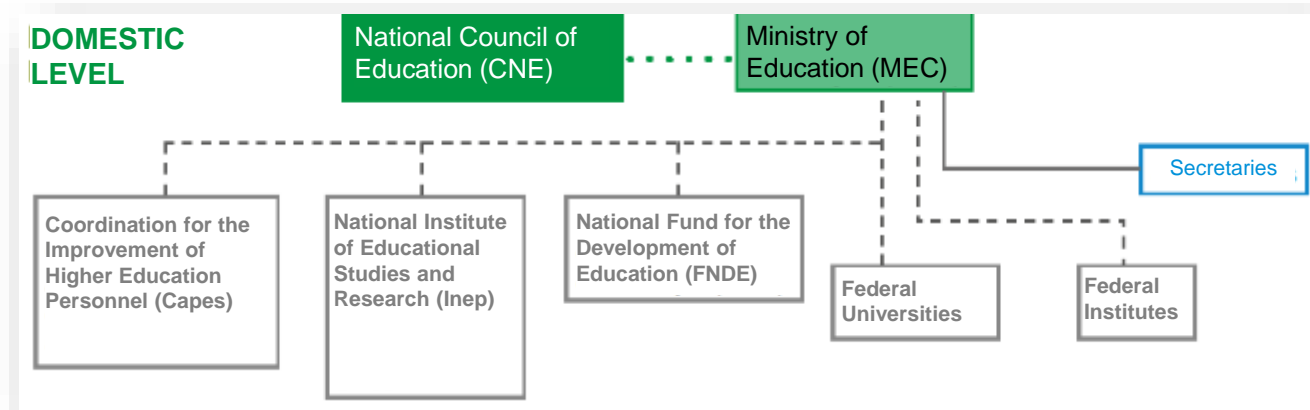 DOMESTIC
LEVEL
National Council of
Education (CNE)
Ministry of
Education (MEC)
Secretaries
Coordination for the
Improvement of
Higher Education
Personnel (Capes)
National Institute
of Educational
Studies and
Research (Inep)
National Fund for the
Development of
Education (FNDE)
Federal
Universities
Federal
Institutes